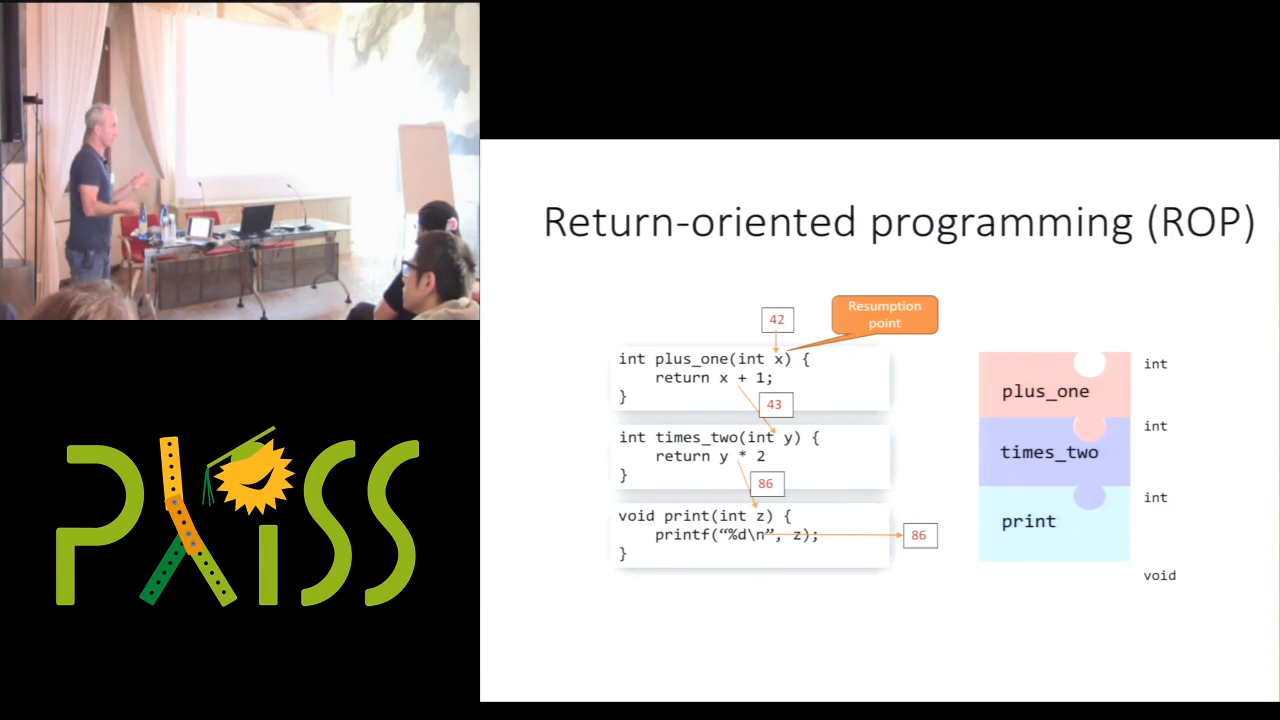 Return-oriented programming (ROP)
42
Resumption
point
int plus_one(int x) {
return x + 1;
}
43
int times_two(int y) {
return y * 2
}
86
void print(int z) {
printf(“%d\n”, z);
}
86
int
plus_one
int
times_two
int
print
void
PLISS